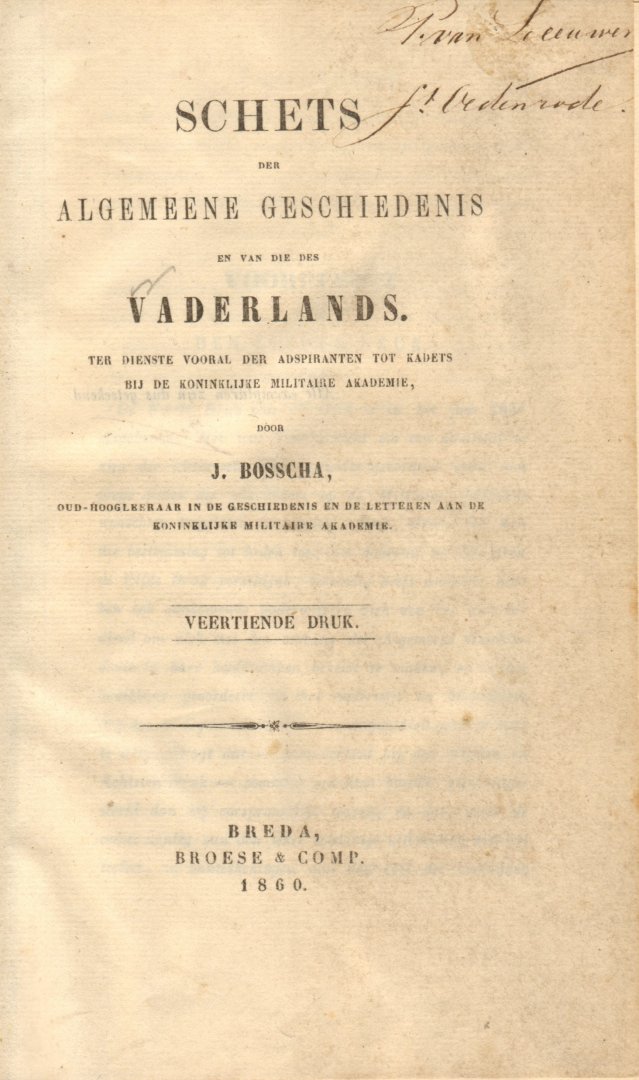 P. van Leeuwen
St Oedenrode.
SCHETS
DER
ALGEMEENE GESCHIEDENIS
EN VAN DIE DES
VADERLANDS.
TER DIENSTE VOORAL DER ADSPIRANTEN TOT KADETS
BIJ DE KONINKLIJKE MILITAIRE AKADEMIE,
DOOR
J. BOSSCHA,
OUD-HOOGLEERAAR IN DE GESCHIEDENIS EN DE LETTEREN AAN DE
KONINKLIJKE MILITAIRE AKADEMIE.
VEERTIENDE DRUK.
BREDA,
BROESE & COMP.
1860.